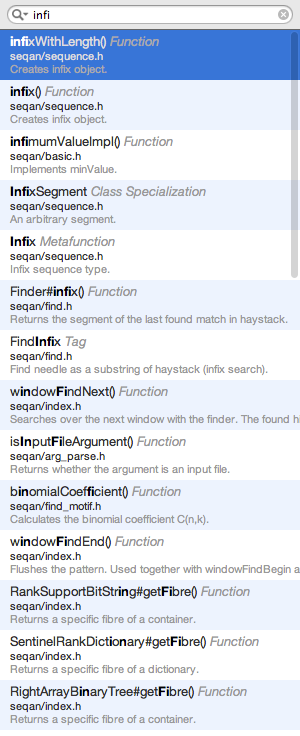 infi
infixWithLength() Function
seqan/sequence.h
Creates infix object.
infix() Function
seqan/sequence.h
Creates infix object.
infimumValueImpl() Function
seqan/basic.h
Implements minValue.
InfixSegment Class Specialization
seqan/sequence.h
An arbitrary segment.
Infix Metafunction
seqan/sequence.h
Infix sequence type.
Finder#infix() Function
seqan/find.h
Returns the segment of the last found match in haystack.
FindInfix Tag
seqan/find.h
Find needle as a substring of haystack (infix search).
windowFindNext() Function
seqan/index.h
Searches over the next window with the finder. The found hi
isInputFileArgument() Function
seqan/arg_parse.h
Returns whether the argument is an input file.
binomialCoefficient() Function
seqan/find_motif.h
Calculates the binomial coefficient C(n,k).
windowFindEnd() Function
seqan/index.h
Flushes the pattern. Used together with windowFindBegin a
RankSupportBitString#getFibre() Function
seqan/index.h
Returns a specific fibre of a container.
SentinelRankDictionary#getFibre() Function
seqan/index.h
Returns a specific fibre of a dictionary.
RightArrayBinaryTree#getFibre() Function
seqan/index.h
Returns a specific fibre of a container.